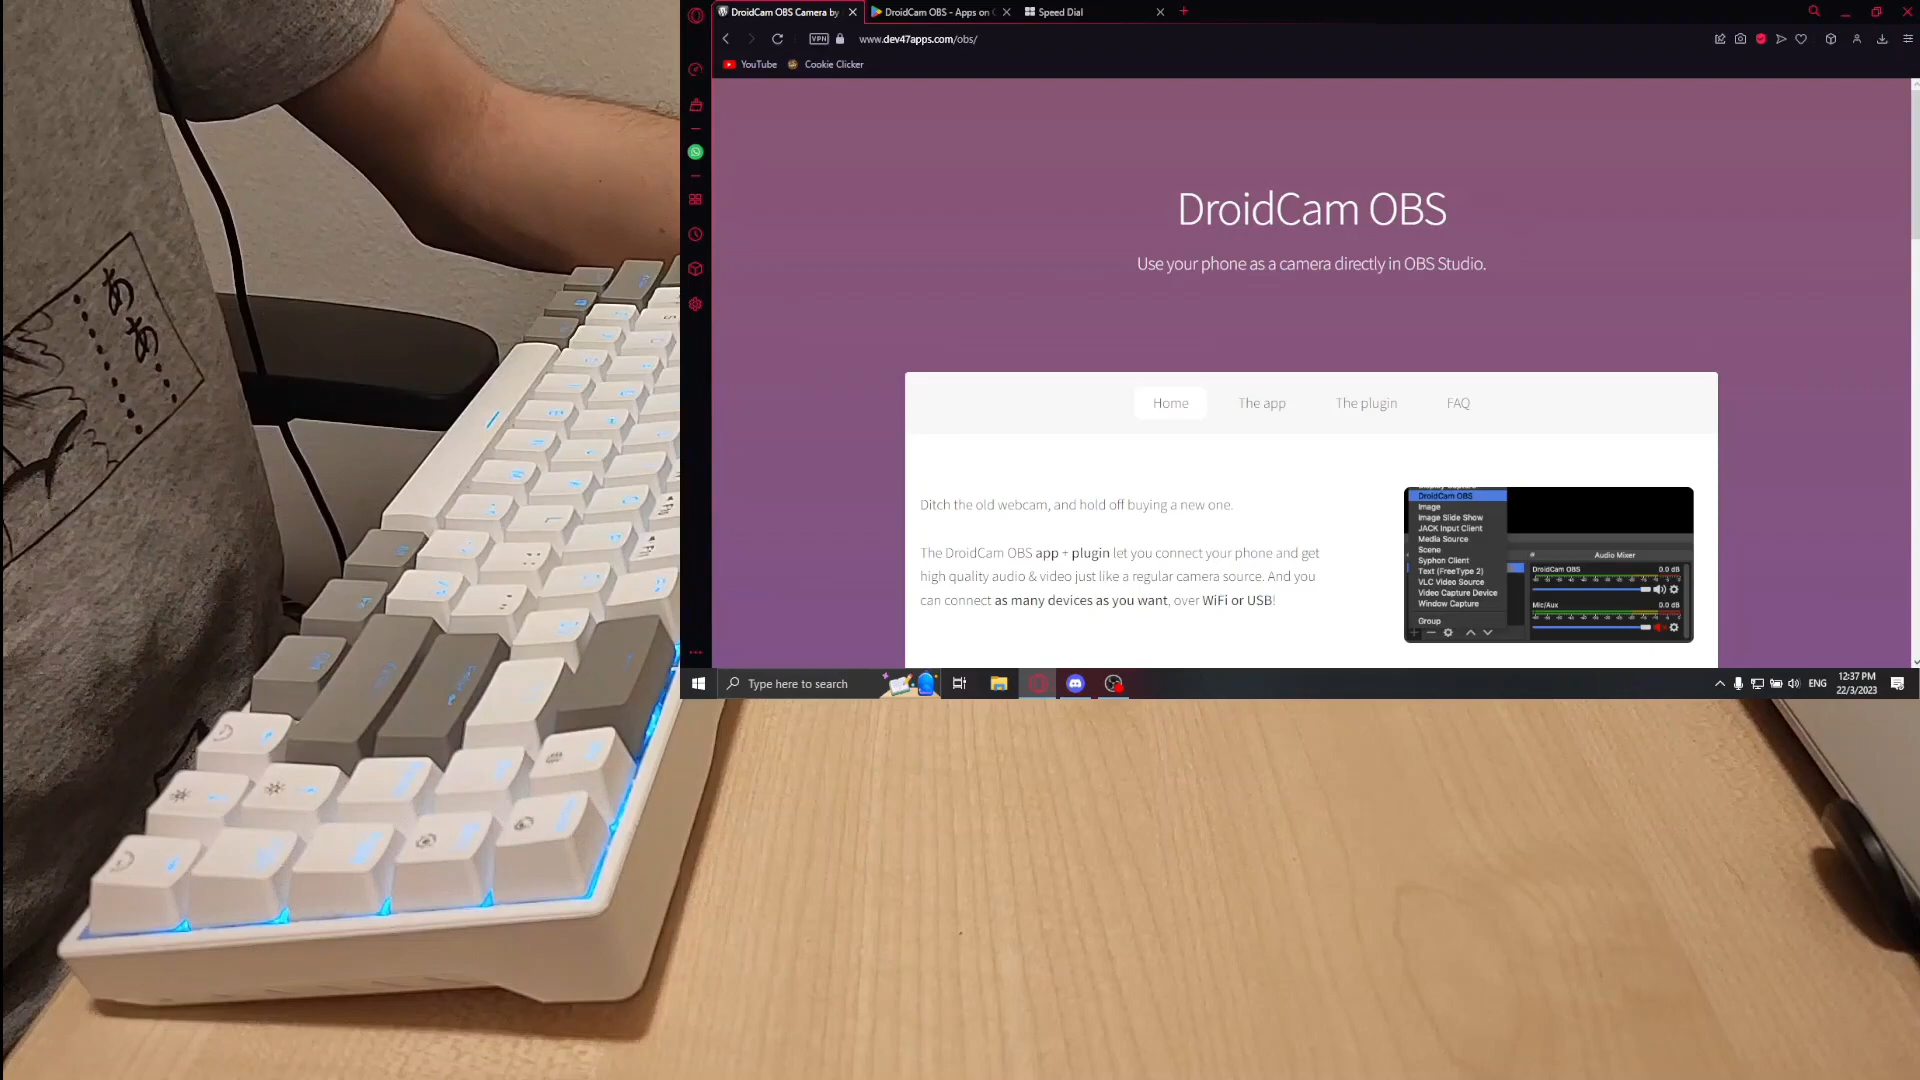 DroidCam OBS Camera by
DroidCam OBS - Apps on
Speed Dial
VPN
www.dev47apps.com/obs/
YouTube
Cookie Clicker
DroidCam OBS
Use your phone as a camera directly in OBS Studio.
Home
The app
The plugin
FAQ
Ditch the old webcam, and hold off buying a new one.
The DroidCam OBS app + plugin let you connect your phone and get
high quality audio & video just like a regular camera source. And you
can connect as many devices as you want, over WiFi or USB!
DroidCam OBS
Image
Image Slide Show
JACK Input Client
Media Source
Scene
Syphon Client
Text (FreeType 2)
VLC Video Source
Video Capture Device
Window Capture
Group
Audio Mixer
DroidCam OBS
0.0 dB
Mic/Aux
0.0 dB
Type here to search
ENG
12:37 PM
22/3/2023
ああ